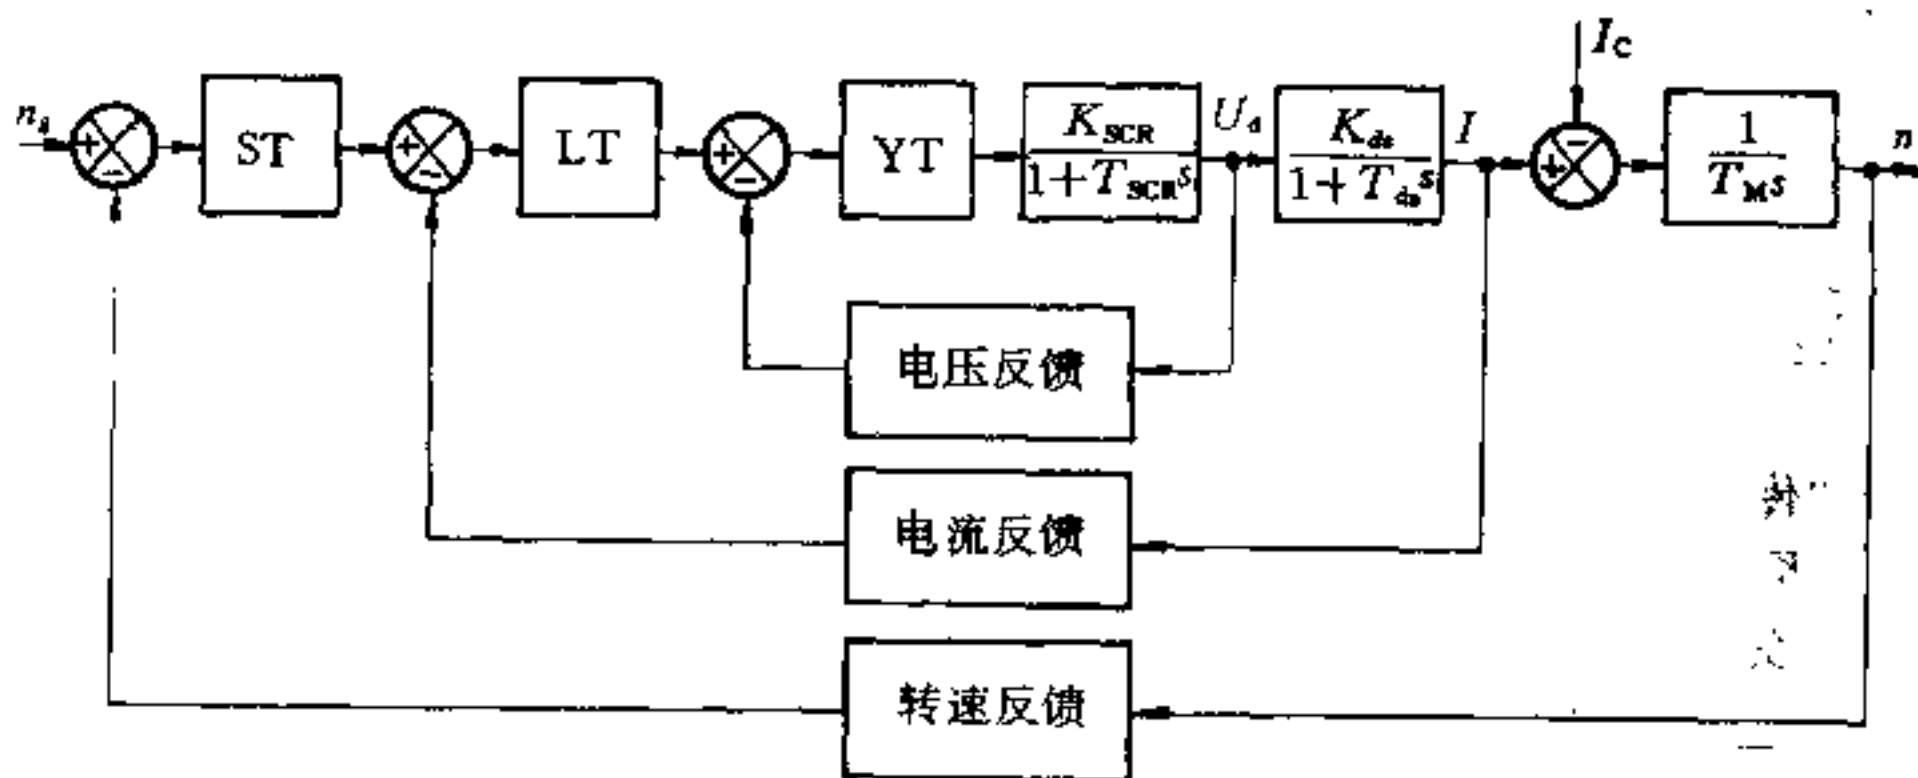 I_C
n_s
+
−
ST
+
−
LT
+
−
YT
K_SCR
1+T_SCR s
U_d
K_ds
1+T_ds s
I
+
−
1
T_M s
n
电压反馈
电流反馈
转速反馈